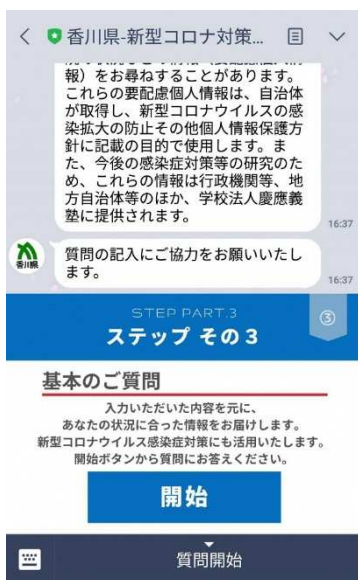 香川県-新型コロナ対策...
報）をお尋ねすることがあります。
これらの要配慮個人情報は、自治体
が取得し、新型コロナウイルスの感
染拡大の防止その他個人情報保護方
針に記載の目的で使用します。ま
た、今後の感染症対策等の研究のた
め、これらの情報は行政機関等、地
方自治体等のほか、学校法人慶應義
塾に提供されます。
16:37
香川県
質問の記入にご協力をお願いいたし
ます。
16:37
STEP PART.3
③
ステップ その3
基本のご質問
入力いただいた内容を元に、
あなたの状況に合った情報をお届けします。
新型コロナウイルス感染症対策にも活用いたします。
開始ボタンから質問にお答えください。
開始
質問開始